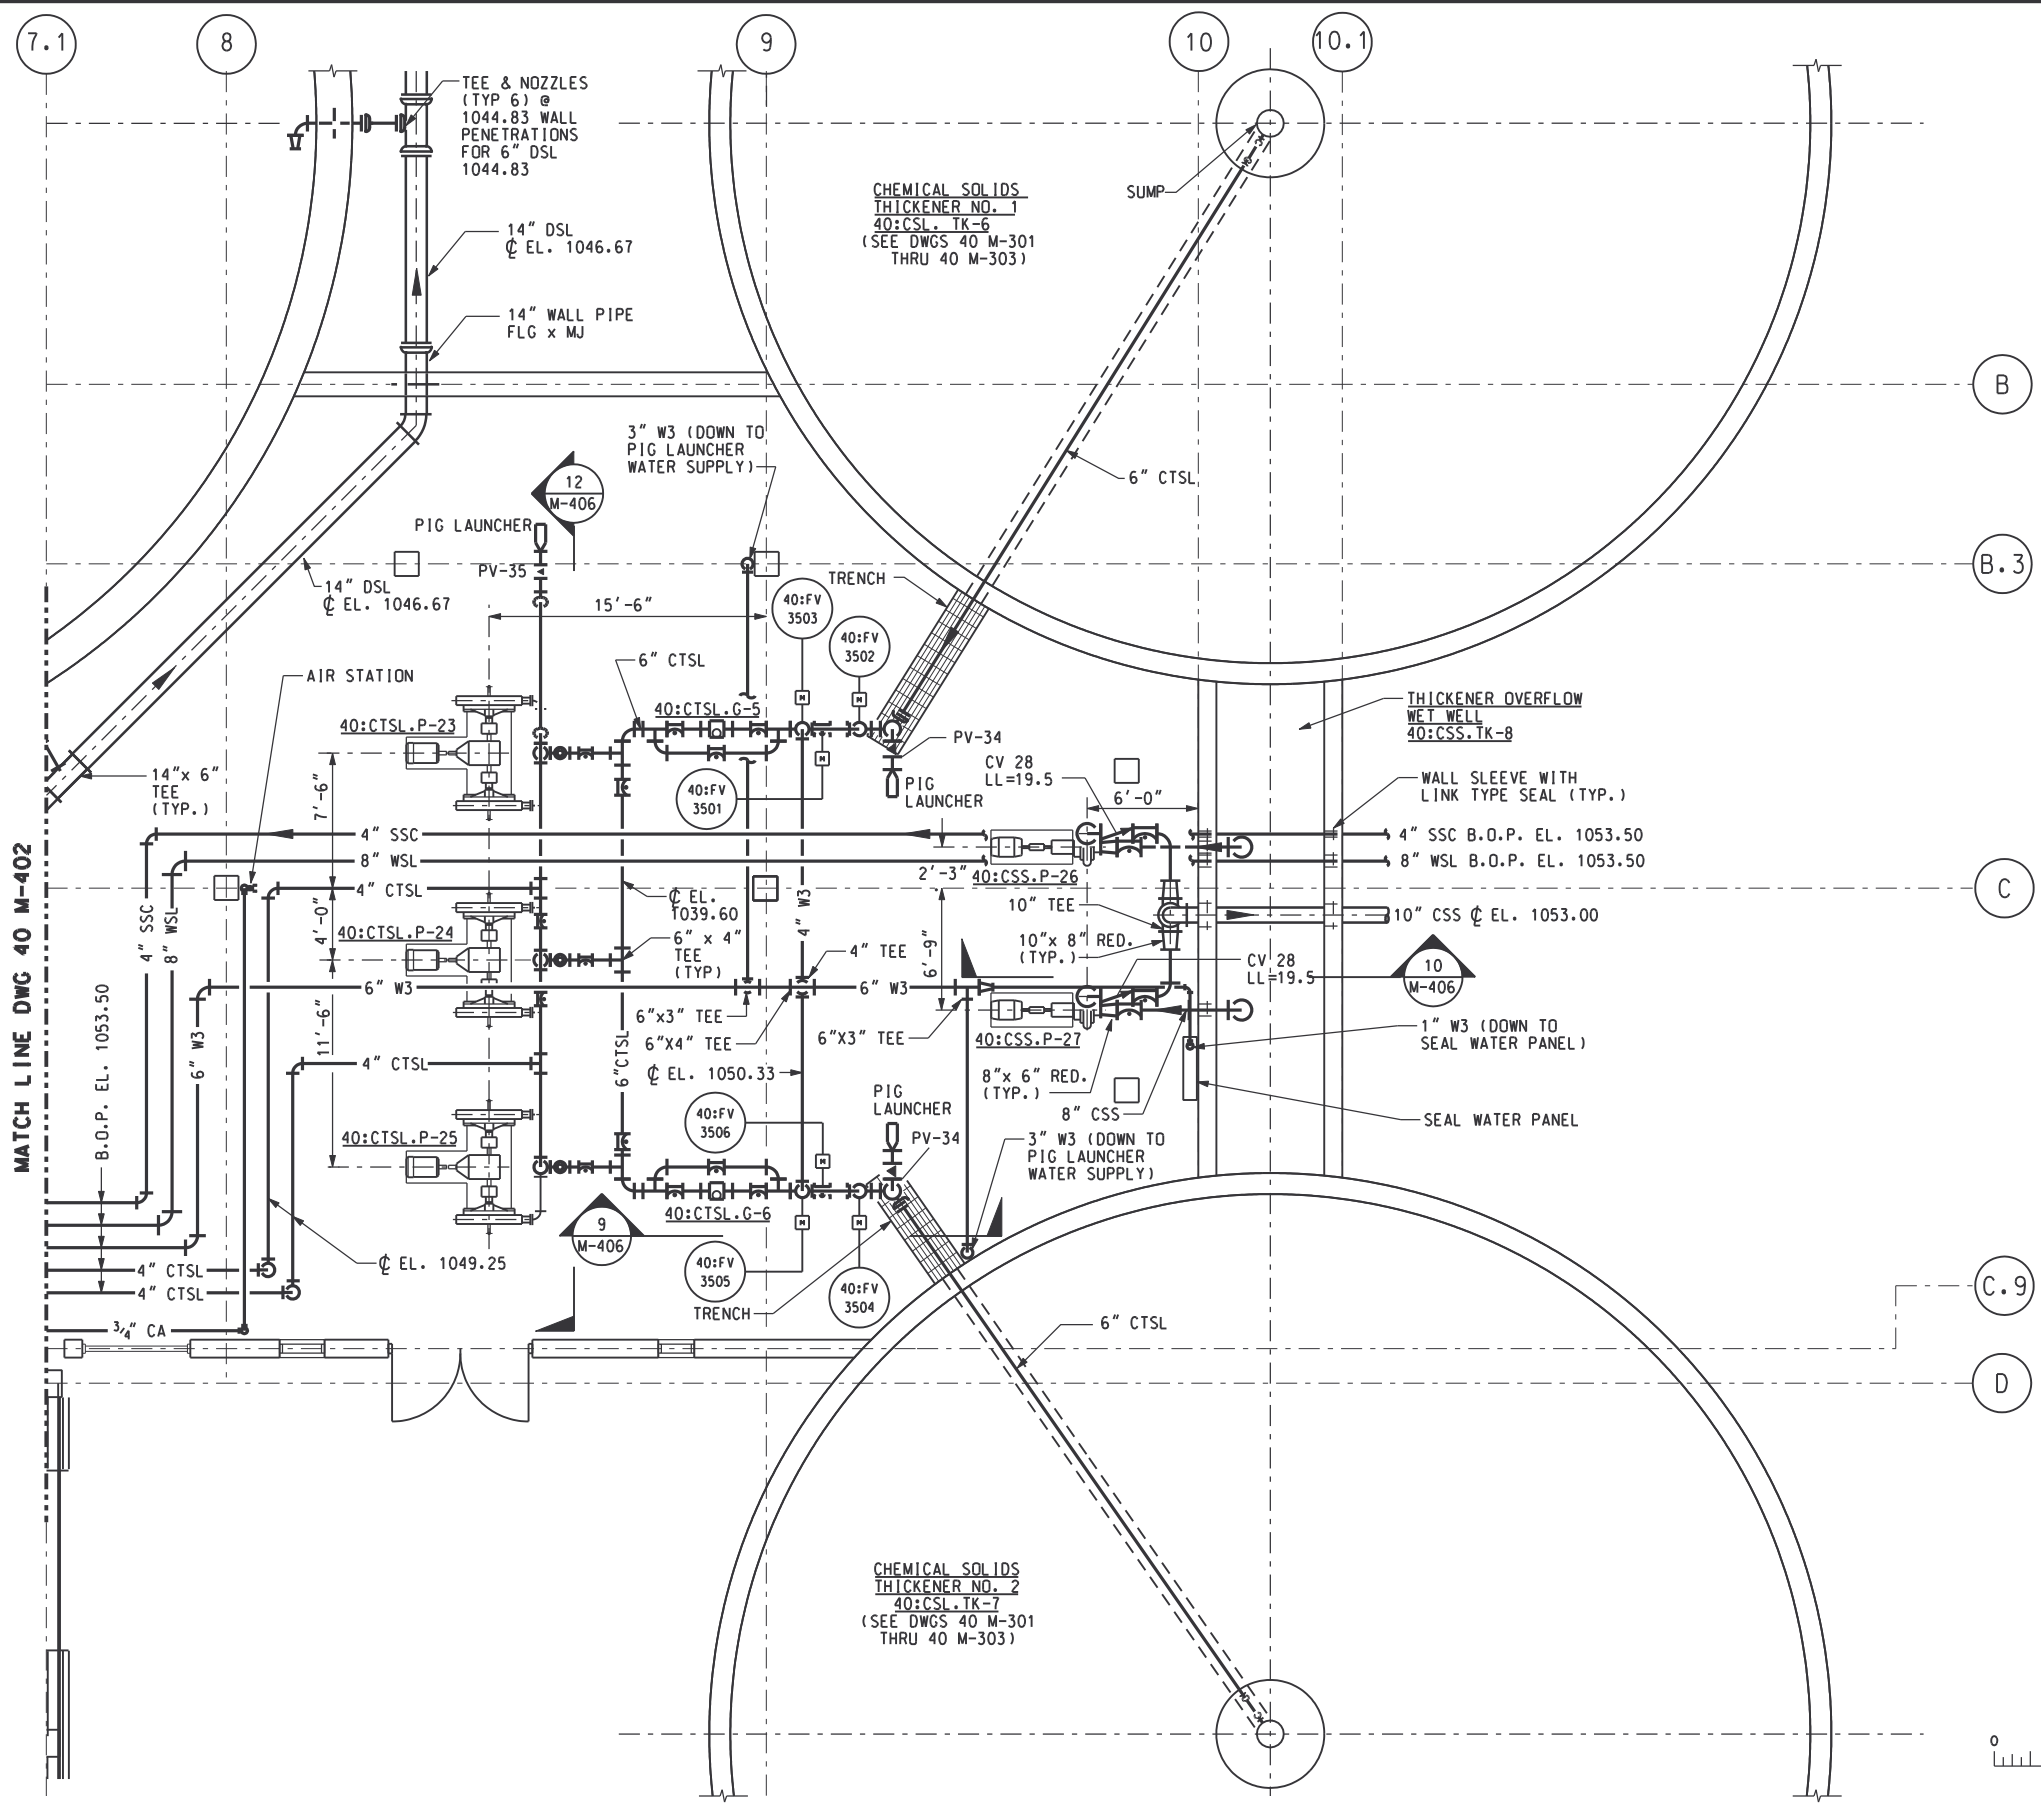 7.1
8
9
10
10.1
TEE & NOZZLES
(TYP 6) @
1044.83 WALL
PENETRATIONS
FOR 6" DSL
1044.83
CHEMICAL SOLIDS
THICKENER NO. 1
40:CSL. TK-6
(SEE DWGS 40 M-301
THRU 40 M-303)
SUMP
14" DSL
℄ EL. 1046.67
14" WALL PIPE
FLG x MJ
B
3" W3 (DOWN TO
PIG LAUNCHER
WATER SUPPLY)
6" CTSL
12
M-406
PIG LAUNCHER
PV-35
B.3
TRENCH
14" DSL
℄ EL. 1046.67
15'-6"
40:FV
3503
40:FV
3502
6" CTSL
AIR STATION
40:CTSL.P-23
40:CTSL.G-5
THICKENER OVERFLOW
WET WELL
40:CSS.TK-8
PV-34
14"x 6"
TEE
(TYP.)
7'-6"
40:FV
3501
PIG
LAUNCHER
CV 28
LL=19.5
6'-0"
WALL SLEEVE WITH
LINK TYPE SEAL (TYP.)
4" SSC
4" SSC B.O.P. EL. 1053.50
8" WSL
8" WSL B.O.P. EL. 1053.50
2'-3"
40:CSS.P-26
4" CTSL
C
MATCH LINE DWG 40 M-402
4" SSC
8" WSL
4'-0"
40:CTSL.P-24
℄ EL.
1039.60
6" x 4"
TEE
(TYP)
4" W3
4" TEE
10" TEE
10"x 8" RED.
(TYP.)
6'-9"
10" CSS ℄ EL. 1053.00
CV 28
LL=19.5
10
M-406
6" W3
6" W3
B.O.P. EL. 1053.50
6" W3
11'-6"
4" CTSL
6"CTSL
6"x3" TEE
6"X4" TEE
℄ EL. 1050.33
6"X3" TEE
40:CSS.P-27
8"x 6" RED.
(TYP.)
8" CSS
1" W3 (DOWN TO
SEAL WATER PANEL)
SEAL WATER PANEL
PIG
LAUNCHER
PV-34
40:FV
3506
3" W3 (DOWN TO
PIG LAUNCHER
WATER SUPPLY)
40:CTSL.P-25
40:CTSL.G-6
9
M-406
℄ EL. 1049.25
4" CTSL
4" CTSL
40:FV
3505
40:FV
3504
TRENCH
C.9
3/4" CA
6" CTSL
D
CHEMICAL SOLIDS
THICKENER NO. 2
40:CSL.TK-7
(SEE DWGS 40 M-301
THRU 40 M-303)
0